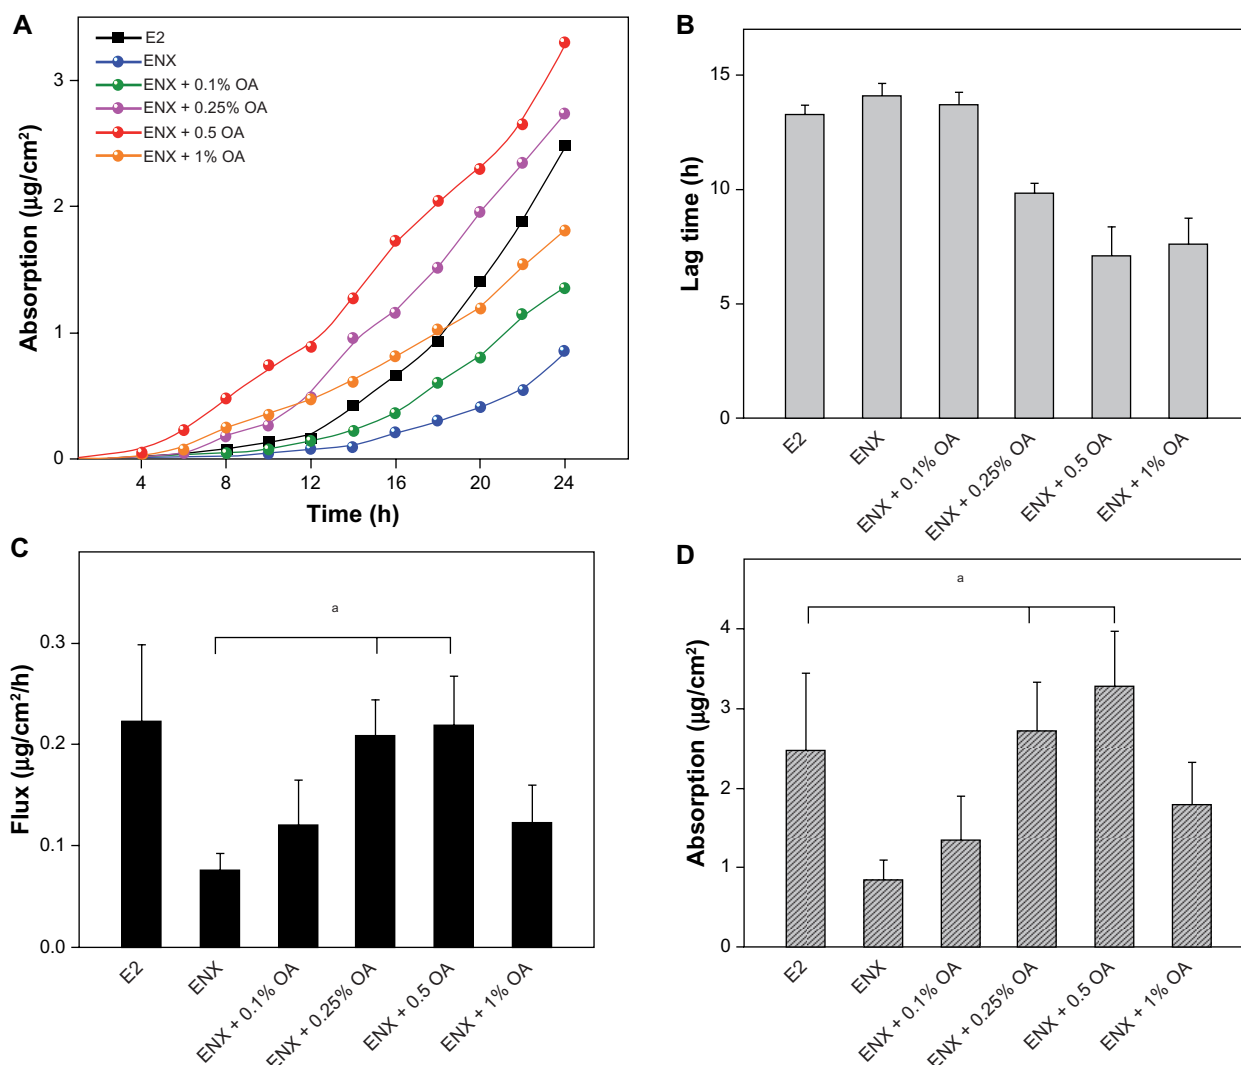 A
E2
ENX
ENX + 0.1% OA
ENX + 0.25% OA
ENX + 0.5 OA
ENX + 1% OA
Absorption (μg/cm²)
3
2
1
0
4
8
12
16
20
24
Time (h)
B
Lag time (h)
15
10
5
0
E2
ENX
ENX + 0.1% OA
ENX + 0.25% OA
ENX + 0.5 OA
ENX + 1% OA
C
a
Flux (μg/cm²/h)
0.3
0.2
0.1
0.0
E2
ENX
ENX + 0.1% OA
ENX + 0.25% OA
ENX + 0.5 OA
ENX + 1% OA
D
a
Absorption (μg/cm²)
4
3
2
1
0
E2
ENX
ENX + 0.1% OA
ENX + 0.25% OA
ENX + 0.5 OA
ENX + 1% OA